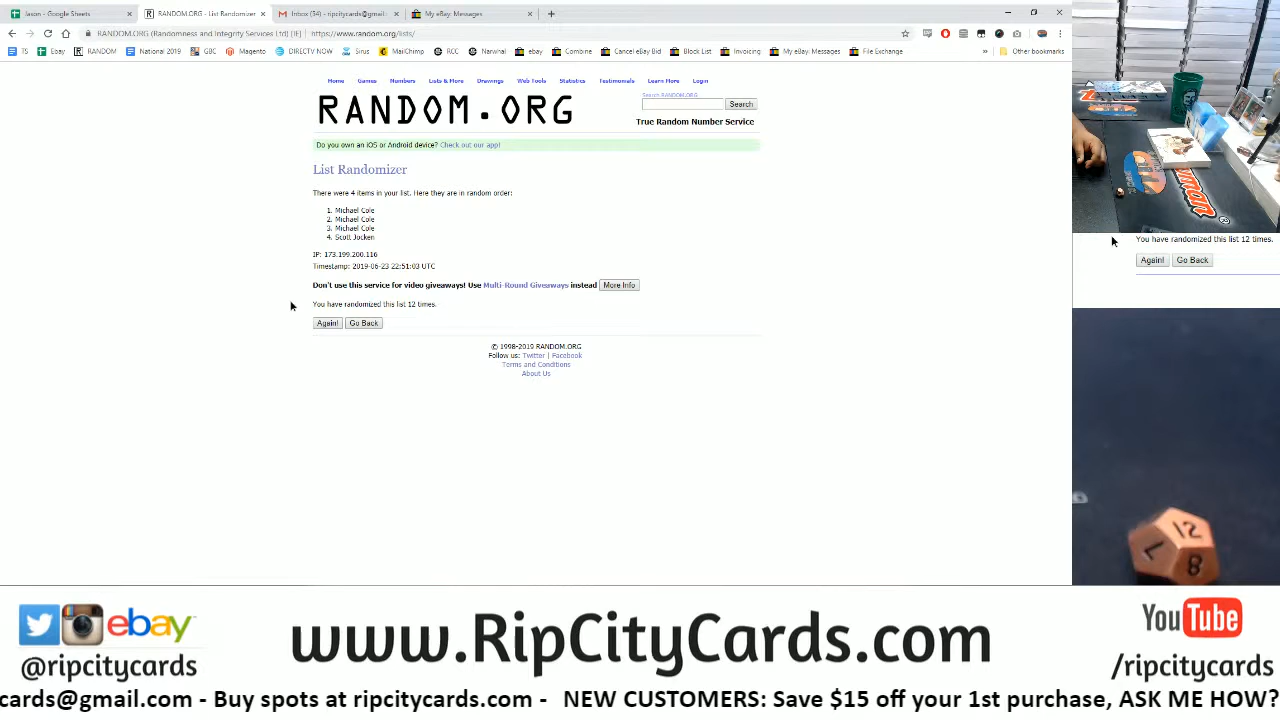 Jason - Google Sheets
RANDOM.ORG - List Randomizer
Inbox (54) - ripcitycards@gmail
My eBay: Messages
RANDOM.ORG (Randomness and Integrity Services Ltd) [IE] | https://www.random.org/lists/
TS Ebay RANDOM National 2019 GBC Magento DIRECTV NOW Sirus MailChimp RCC Narwhal ebay Combine Cancel eBay Bid Block List Invoicing My eBay: Messages File Exchange » Other bookmarks
Home Games Numbers Lists & More Drawings Web Tools Statistics Testimonials Learn More Login
RANDOM.ORG
Search RANDOM.ORG
Search
True Random Number Service
Do you own an iOS or Android device? Check out our app!
List Randomizer
There were 4 items in your list. Here they are in random order:
1. Michael Cole
2. Michael Cole
3. Michael Cole
4. Scott Jocken
IP: 173.199.200.116
Timestamp: 2019-06-23 22:51:03 UTC
Don't use this service for video giveaways! Use Multi-Round Giveaways instead More Info
You have randomized this list 12 times.
Again! Go Back
© 1998-2019 RANDOM.ORG
Follow us: Twitter | Facebook
Terms and Conditions
About Us
You have randomized this list 12 times.
Again! Go Back
12
8
ebay
@ripcitycards
www.RipCityCards.com
YouTube
/ripcitycards
cards@gmail.com - Buy spots at ripcitycards.com - NEW CUSTOMERS: Save $15 off your 1st purchase, ASK ME HOW?